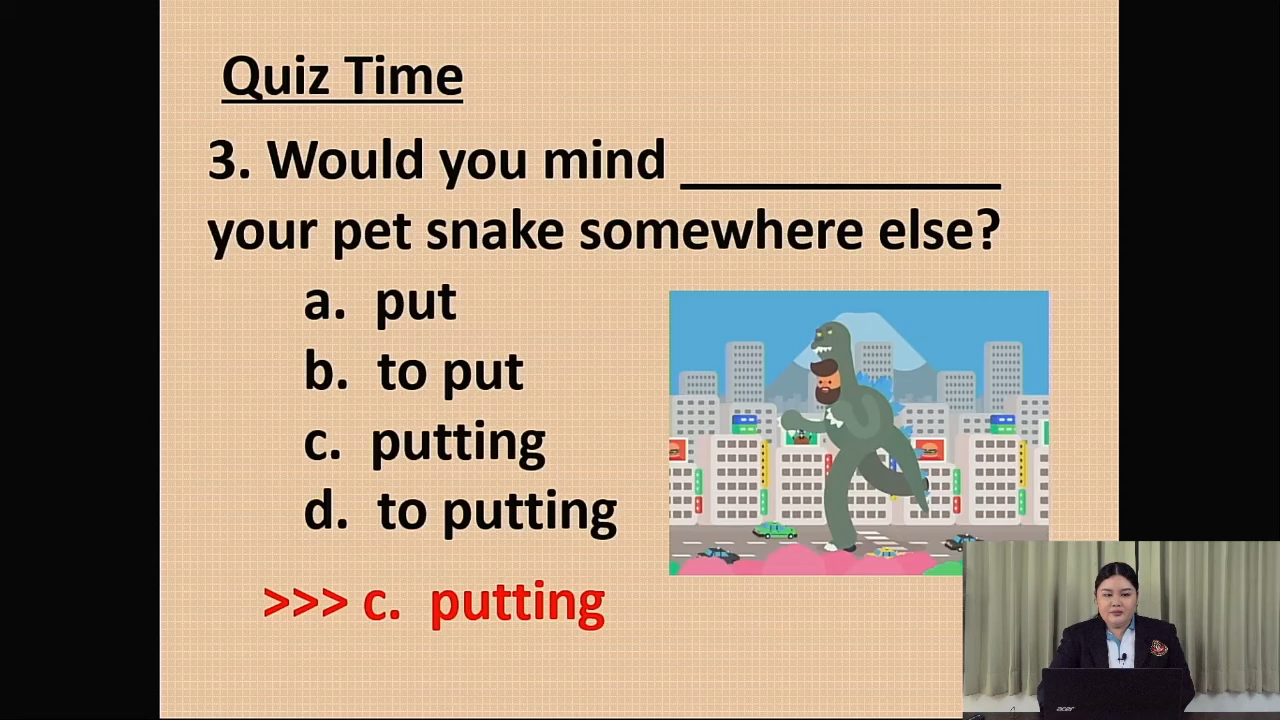 Quiz Time
3. Would you mind ____________
your pet snake somewhere else?
a. put
b. to put
c. putting
d. to putting
>>> c. putting
acer